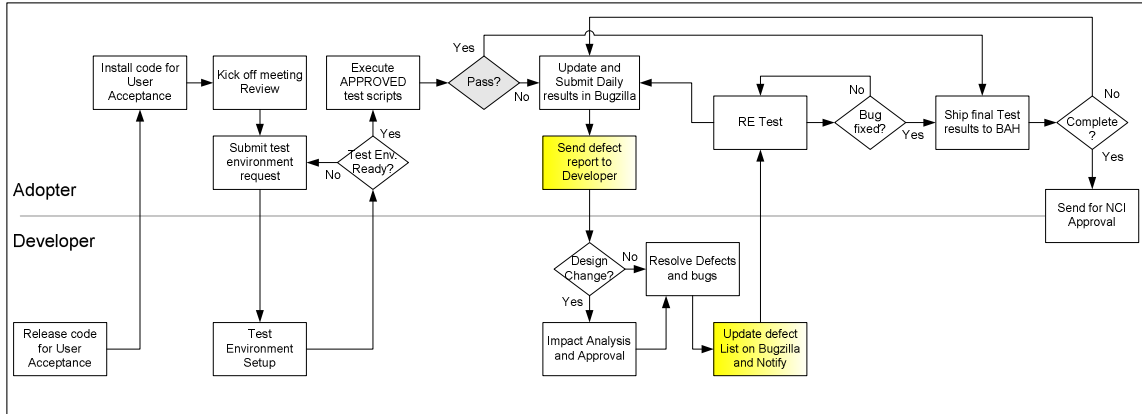 Install code for
User
Acceptance
Kick off meeting
Review
Execute
APPROVED
test scripts
Yes
Pass?
No
Update and
Submit Daily
results in Bugzilla
RE Test
No
Bug
fixed?
Yes
Ship final Test
results to BAH
No
Complete
?
Yes
Submit test
environment
request
No
Test Env.
Ready?
Yes
Send defect
report to
Developer
Send for NCI
Approval
Adopter
Developer
Design
Change?
No
Yes
Resolve Defects
and bugs
Release code
for User
Acceptance
Test
Environment
Setup
Impact Analysis
and Approval
Update defect
List on Bugzilla
and Notify